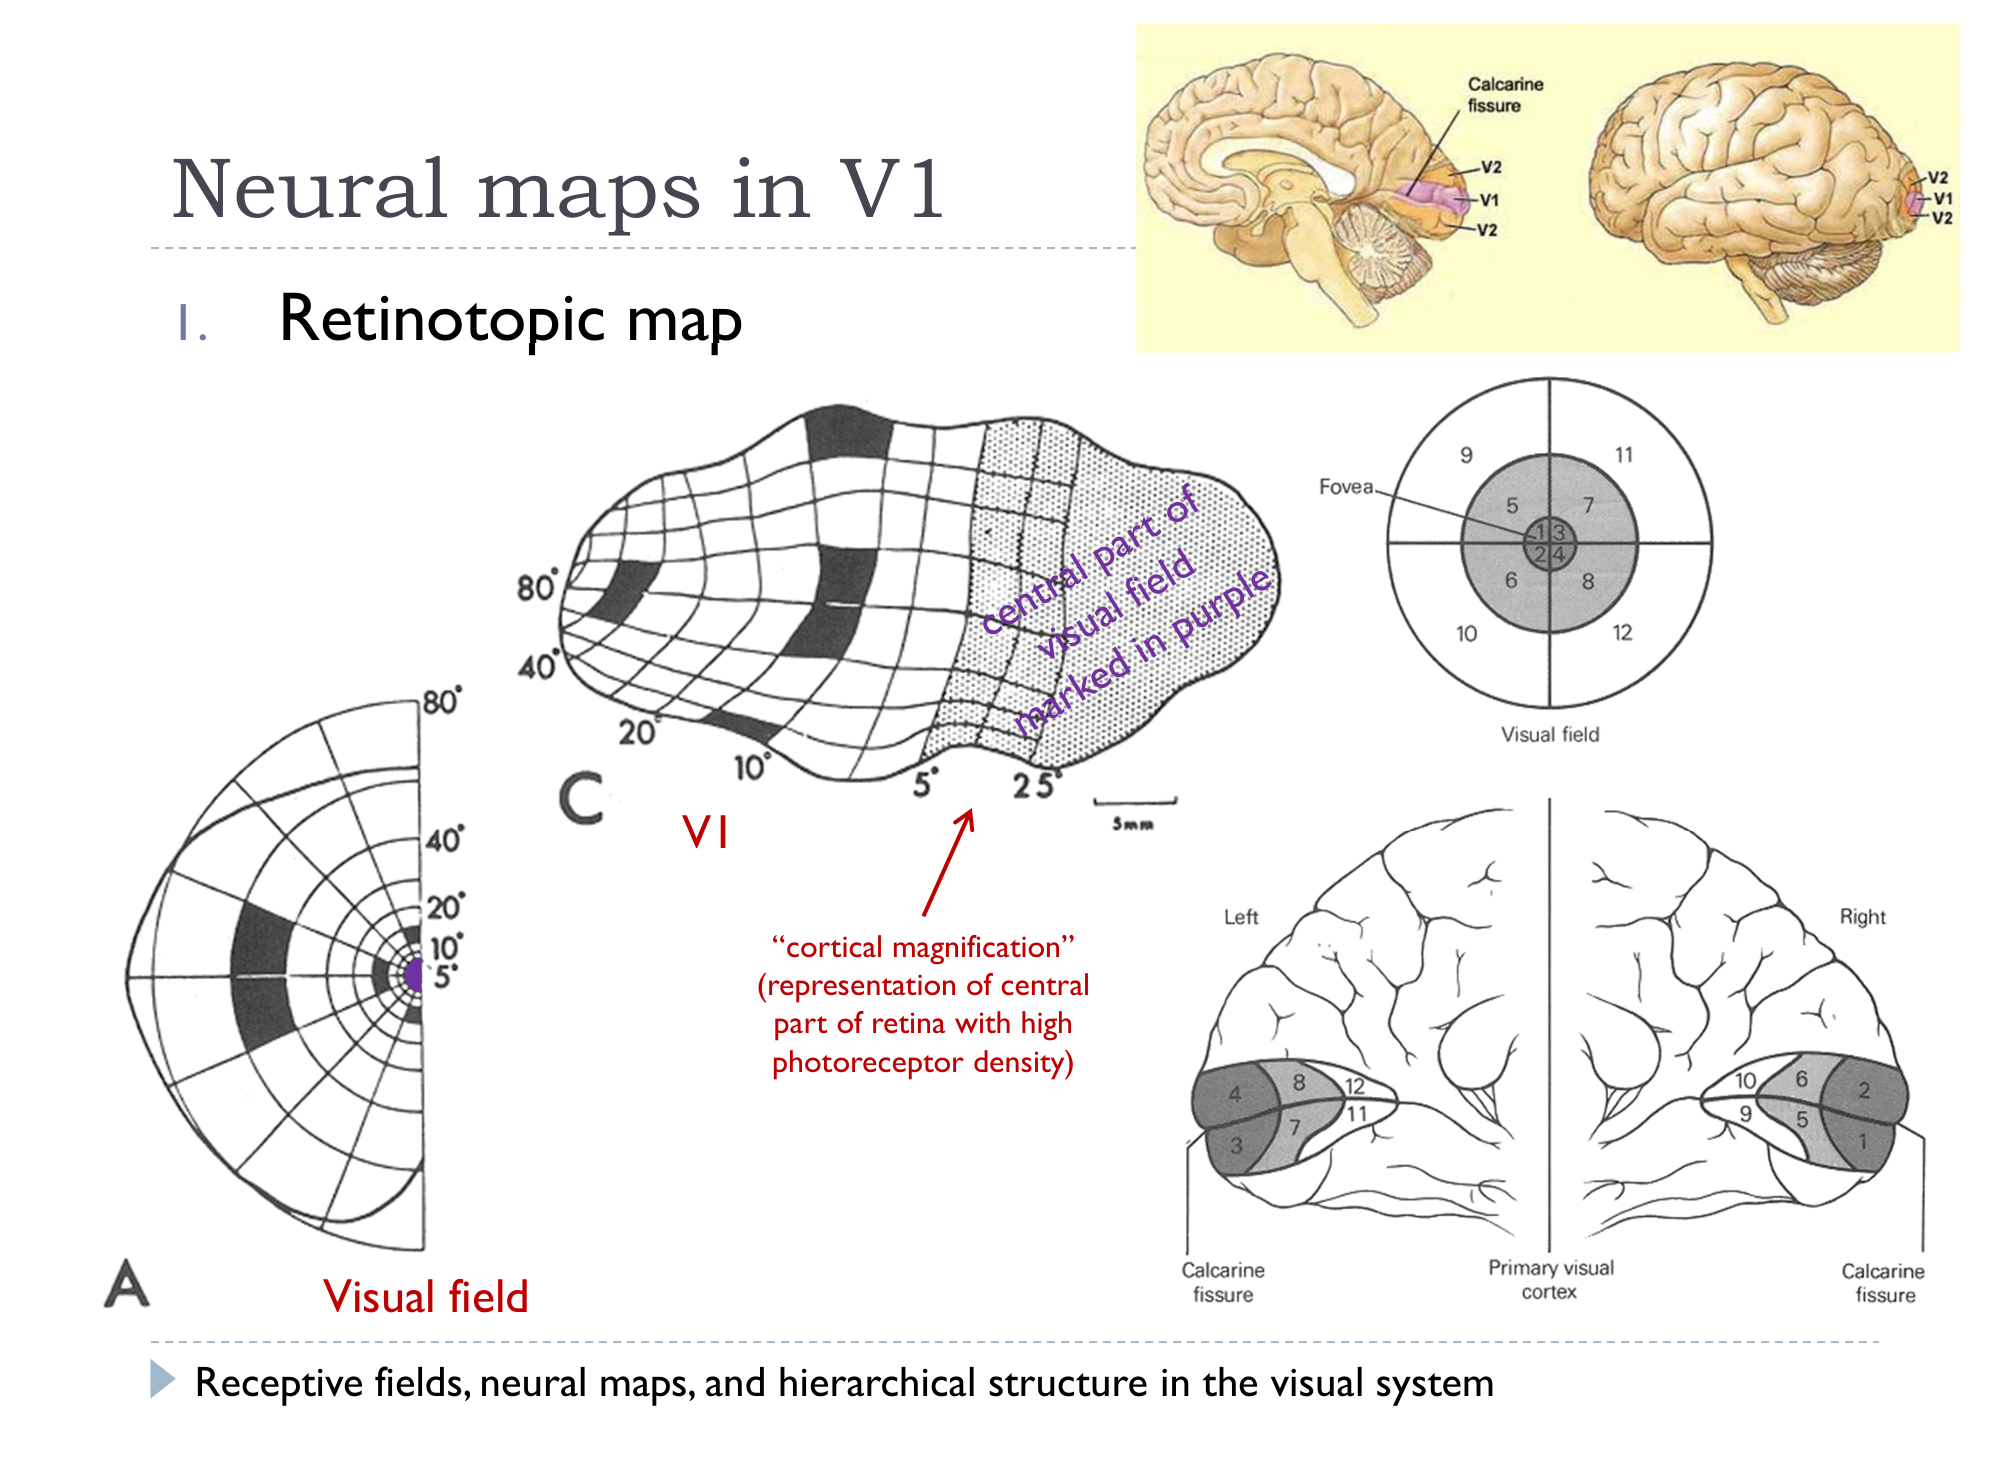 Neural maps in V1
1. Retinotopic map
Calcarine
fissure
V2
V1
V2
V2
V1
V2
80°
40°
20°
10°
5°
2 5°
C
5mm
V1
central part of
visual field
marked in purple
"cortical magnification"
(representation of central
part of retina with high
photoreceptor density)
80°
40°
20°
10°
5°
A
Visual field
9
11
Fovea
5
7
1
3
2
4
6
8
10
12
Visual field
Left
Right
4
8
12
3
7
11
10
6
2
9
5
1
Calcarine
fissure
Primary visual
cortex
Calcarine
fissure
Receptive fields, neural maps, and hierarchical structure in the visual system